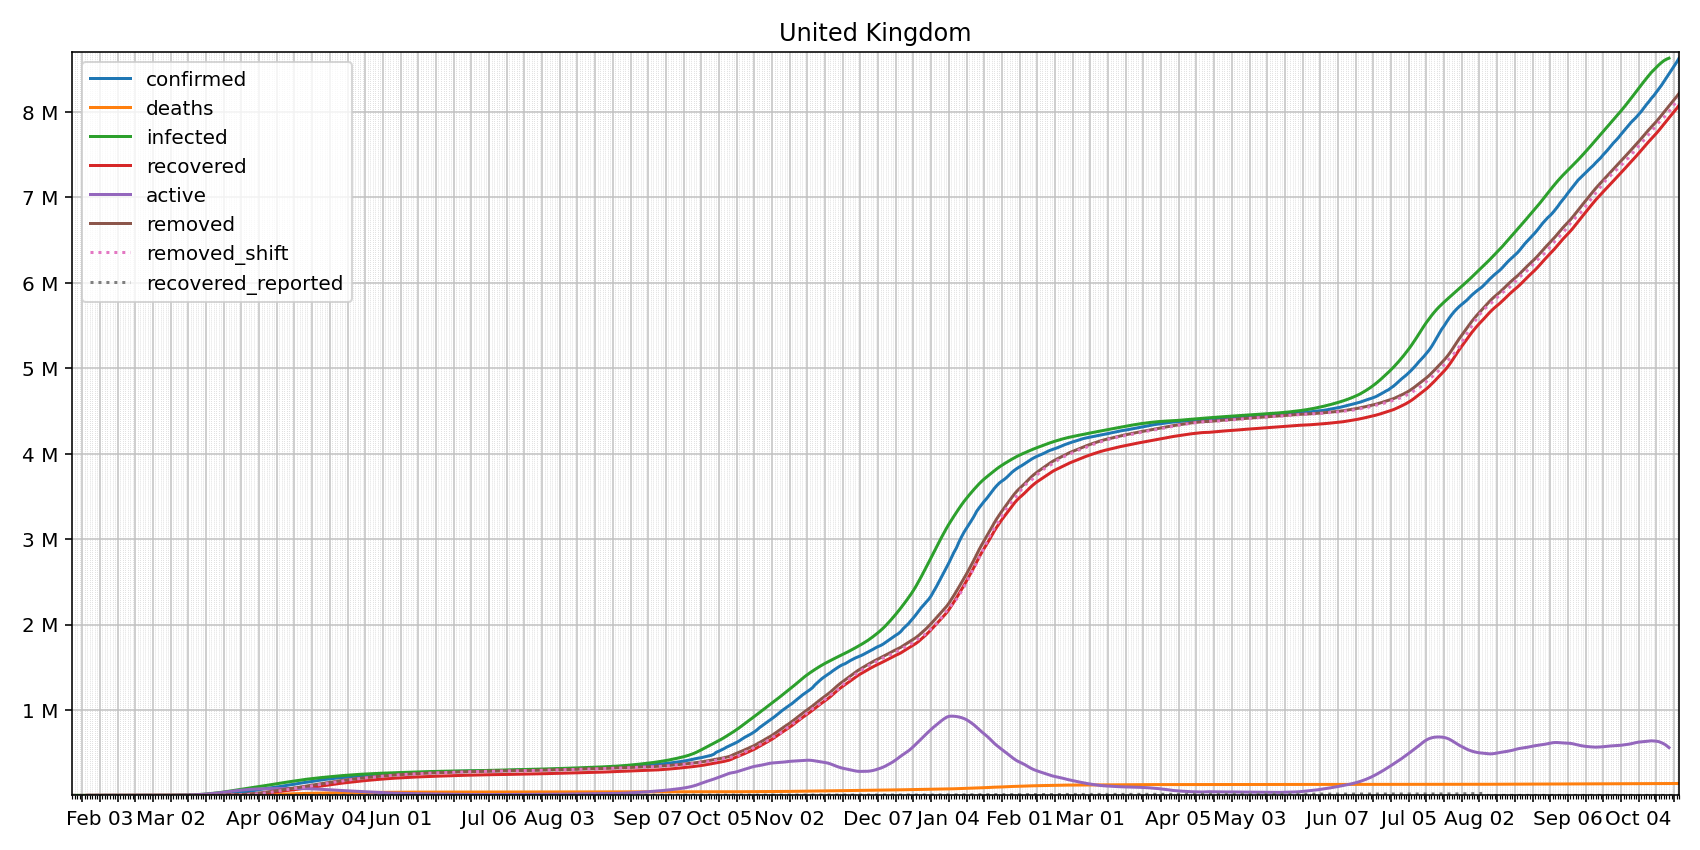 United Kingdom
confirmed
deaths
infected
recovered
active
removed
removed_shift
recovered_reported
8 M
7 M
6 M
5 M
4 M
3 M
2 M
1 M
Feb 03 Mar 02 Apr 06 May 04 Jun 01 Jul 06 Aug 03 Sep 07 Oct 05 Nov 02 Dec 07 Jan 04 Feb 01 Mar 01 Apr 05 May 03 Jun 07 Jul 05 Aug 02 Sep 06 Oct 04